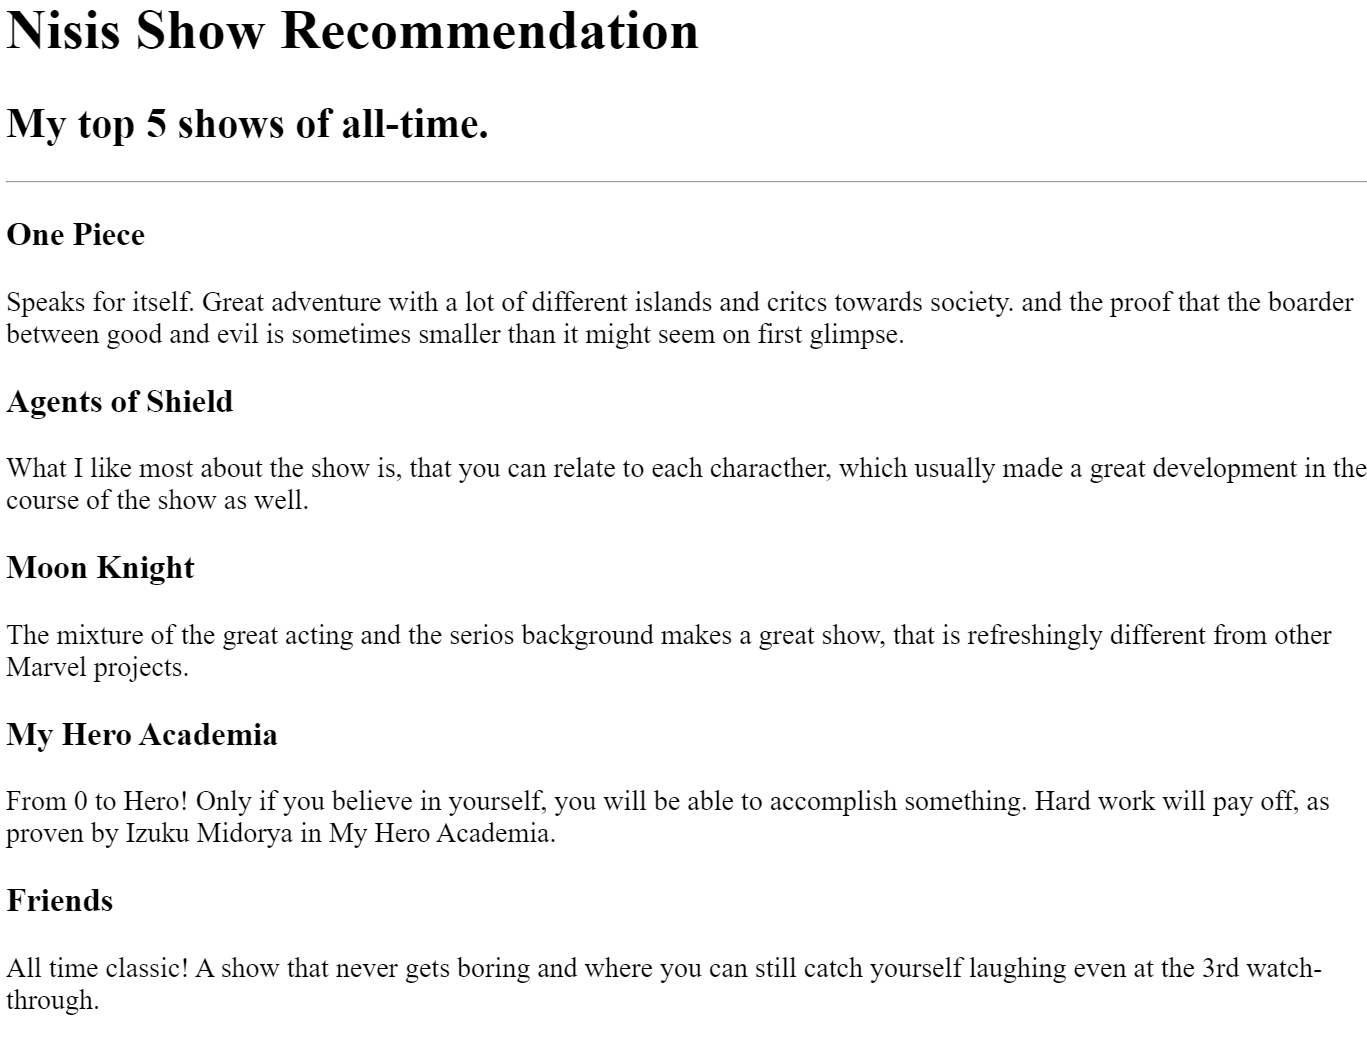 Nisis Show Recommendation
My top 5 shows of all-time.
One Piece
Speaks for itself. Great adventure with a lot of different islands and critcs towards society. and the proof that the boarder
between good and evil is sometimes smaller than it might seem on first glimpse.
Agents of Shield
What I like most about the show is, that you can relate to each characther, which usually made a great development in the
course of the show as well.
Moon Knight
The mixture of the great acting and the serios background makes a great show, that is refreshingly different from other
Marvel projects.
My Hero Academia
From 0 to Hero! Only if you believe in yourself, you will be able to accomplish something. Hard work will pay off, as
proven by Izuku Midorya in My Hero Academia.
Friends
All time classic! A show that never gets boring and where you can still catch yourself laughing even at the 3rd watch-
through.